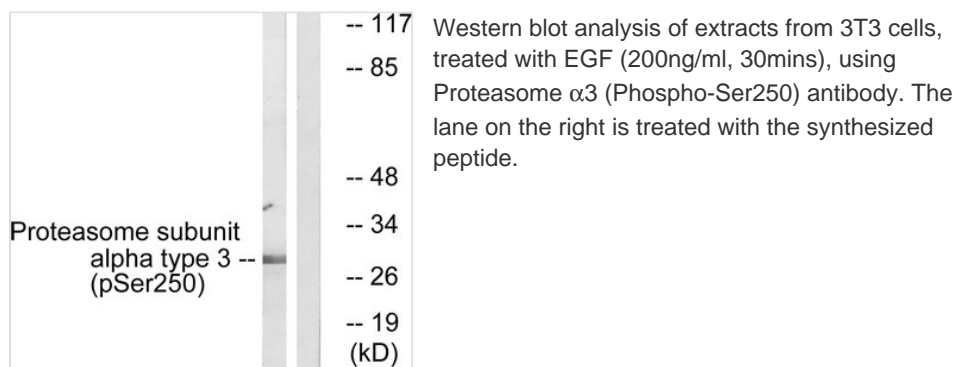 -- 117
-- 85
-- 48
-- 34
Proteasome subunit
alpha type 3 --
(pSer250)
-- 26
-- 19
(kD)
Western blot analysis of extracts from 3T3 cells,
treated with EGF (200ng/ml, 30mins), using
Proteasome α3 (Phospho-Ser250) antibody. The
lane on the right is treated with the synthesized
peptide.